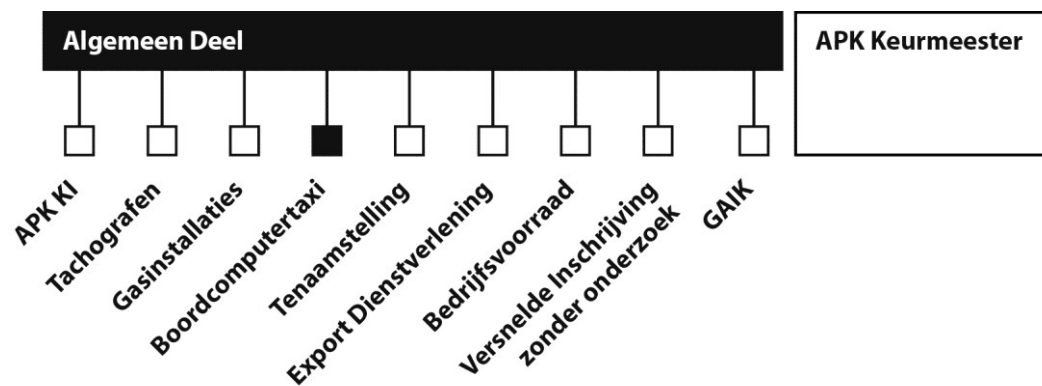 Algemeen Deel
APK Keurmeester
APK KI
Tachografen
Gasinstallaties
Boordcomputertaxi
Tenaamstelling
Export Dienstverlening
Bedrijfsvoorraad
Versnelde Inschrijving
zonder onderzoek
GAIK